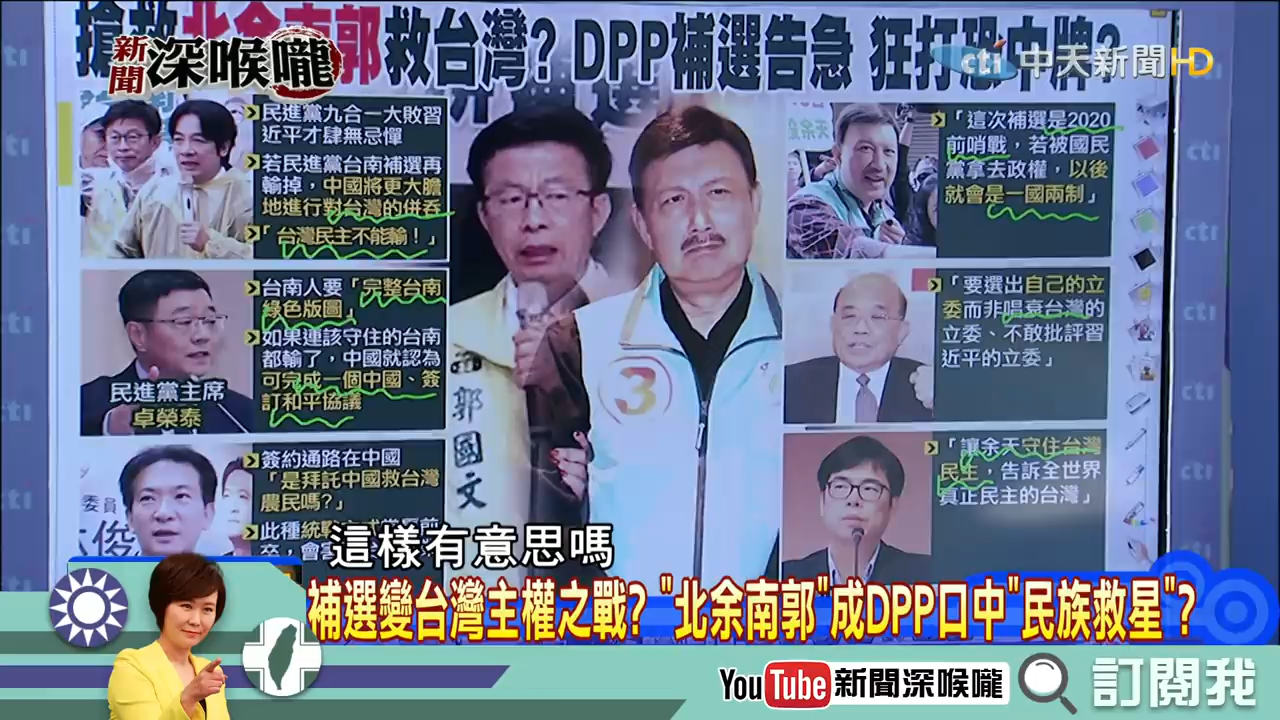 搶救北余南郭救台灣? DPP補選告急 狂打恐中牌?
新聞深喉嚨
cti 中天新聞HD
民進黨九合一大敗習
近平才肆無忌憚
若民進黨台南補選再
輸掉，中國將更大膽
地進行對台灣的併吞
「台灣民主不能輸！」
台南人要「完整台南
綠色版圖」
如果連該守住的台南
都輸了，中國就認為
可完成一個中國、簽
訂和平協議
民進黨主席
卓榮泰
簽約通路在中國
「是拜託中國救台灣
農民嗎?」
此種統戰
委員
俊
郭國文
3
「這次補選是2020
前哨戰，若被國民
黨拿去政權，以後
就會是一國兩制」
「要選出自己的立
委而非唱衰台灣的
立委、不敢批評習
近平的立委」
「讓余天守住台灣
民主，告訴全世界
真正民主的台灣」
這樣有意思嗎
補選變台灣主權之戰? "北余南郭"成DPP口中"民族救星"?
YouTube 新聞深喉嚨
訂閱我